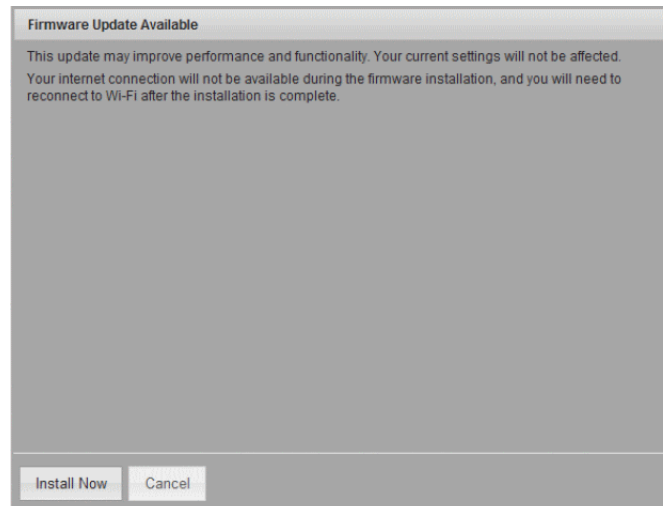 Firmware Update Available
This update may improve performance and functionality. Your current settings will not be affected.
Your internet connection will not be available during the firmware installation, and you will need to
reconnect to Wi-Fi after the installation is complete.
Install Now
Cancel